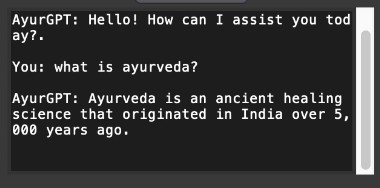 AyurGPT: Hello! How can I assist you tod
ay?.
You: what is ayurveda?
AyurGPT: Ayurveda is an ancient healing
science that originated in India over 5,
000 years ago.